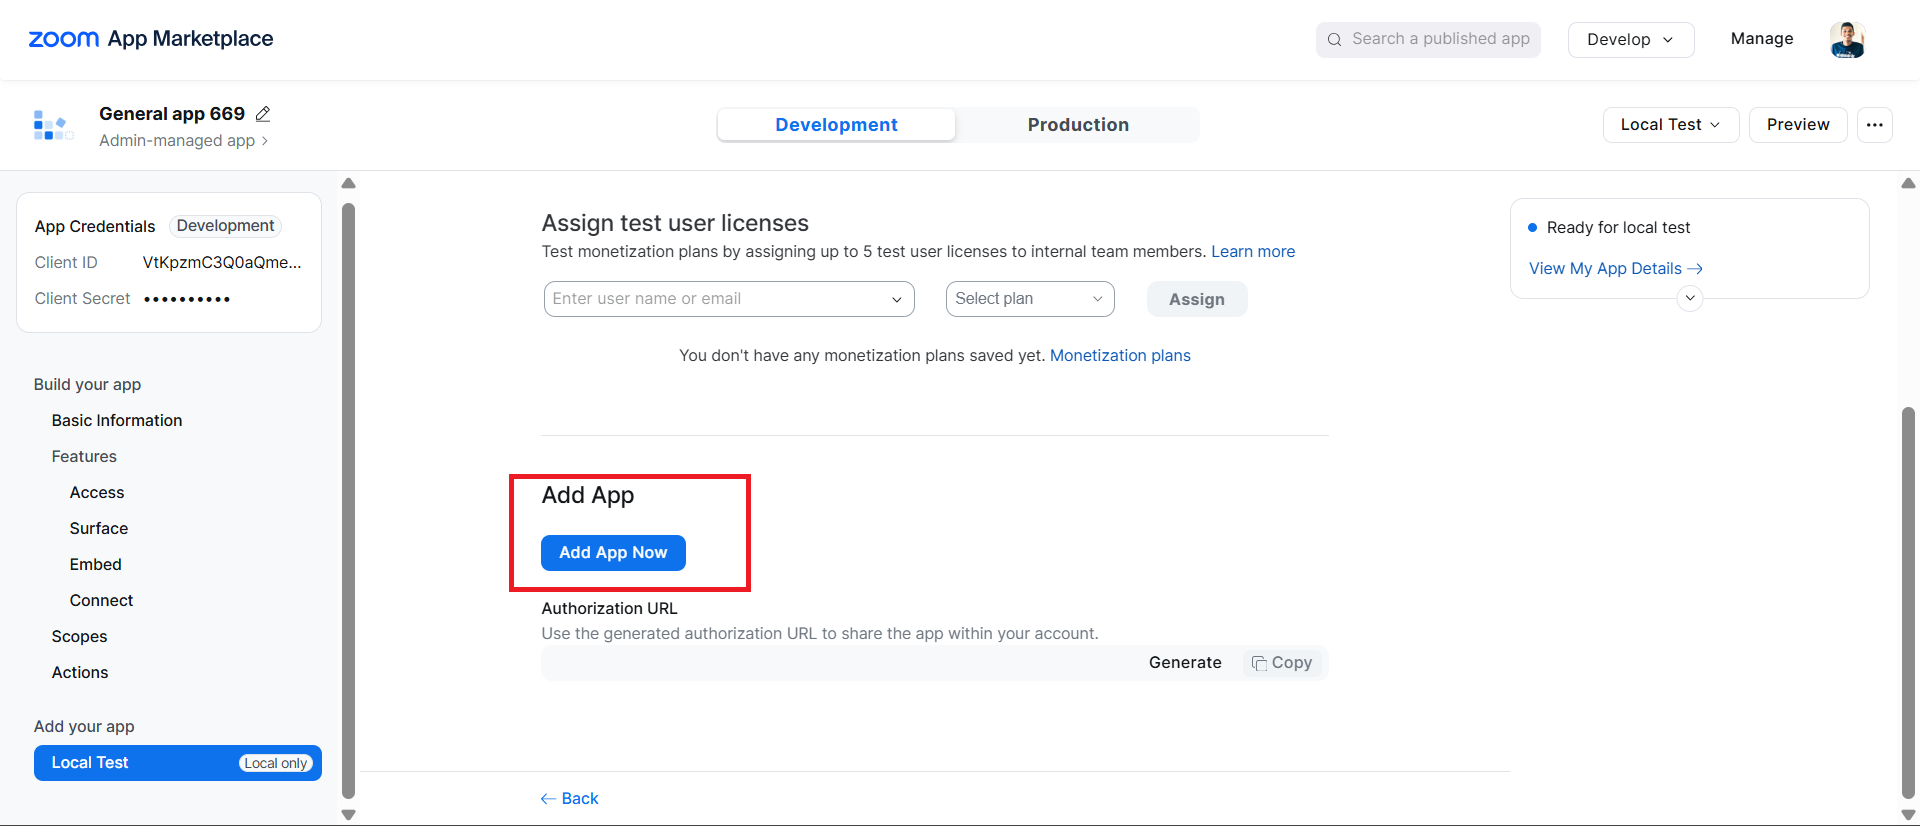 zoom App Marketplace
Search a published app
Develop
Manage
General app 669
Admin-managed app
Development
Production
Local Test
Preview
App Credentials
Development
Client ID
VtKpzmC3Q0aQme...
Client Secret
••••••••••
Build your app
Basic Information
Features
Access
Surface
Embed
Connect
Scopes
Actions
Add your app
Local Test
Local only
Assign test user licenses
Test monetization plans by assigning up to 5 test user licenses to internal team members. Learn more
Enter user name or email
Select plan
Assign
You don't have any monetization plans saved yet. Monetization plans
Add App
Add App Now
Authorization URL
Use the generated authorization URL to share the app within your account.
Generate
Copy
Back
Ready for local test
View My App Details